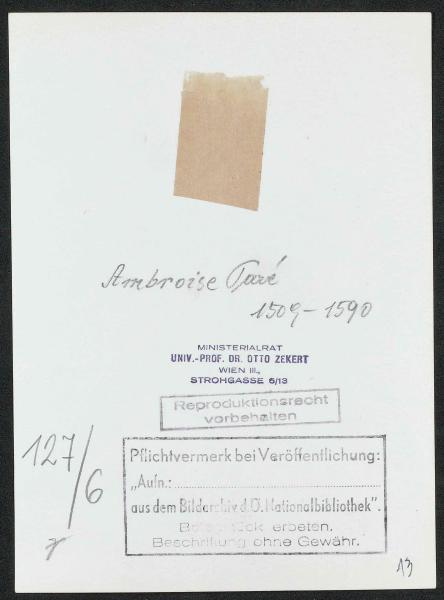 Ambroise Paré
1509-1590
MINISTERIALRAT
UNIV.-PROF. DR. OTTO ZEKERT
WIEN III.,
STROHGASSE 6/13
Reproduktionsrecht
vorbehalten
127/6
Pflichtvermerk bei Veröffentlichung:
„Aufn.:
aus dem Bildarchiv d. Ö. Nationalbibliothek".
erbeten.
Beschriftung ohne Gewähr.
13